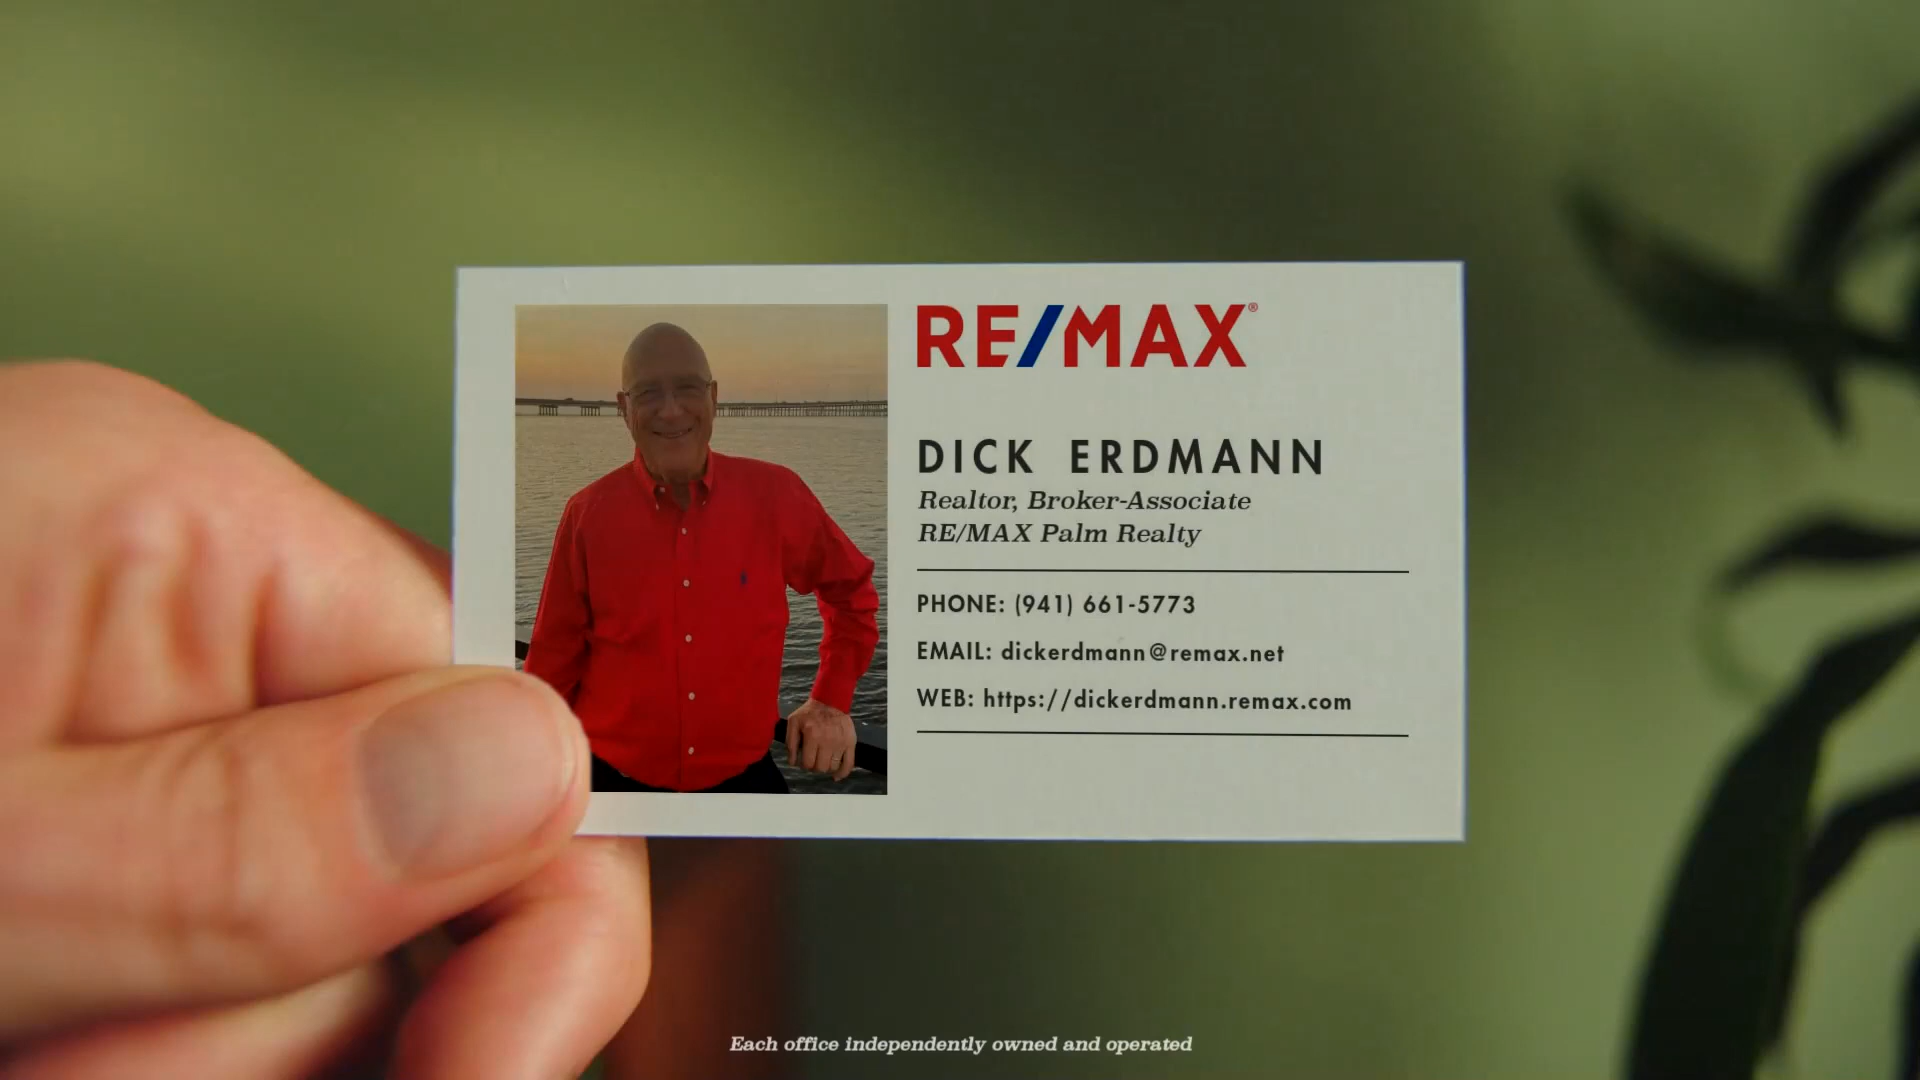 RE/MAX®
DICK ERDMANN
Realtor, Broker-Associate
RE/MAX Palm Realty
PHONE: (941) 661-5773
EMAIL: dickerdmann@remax.net
WEB: https://dickerdmann.remax.com
Each office independently owned and operated